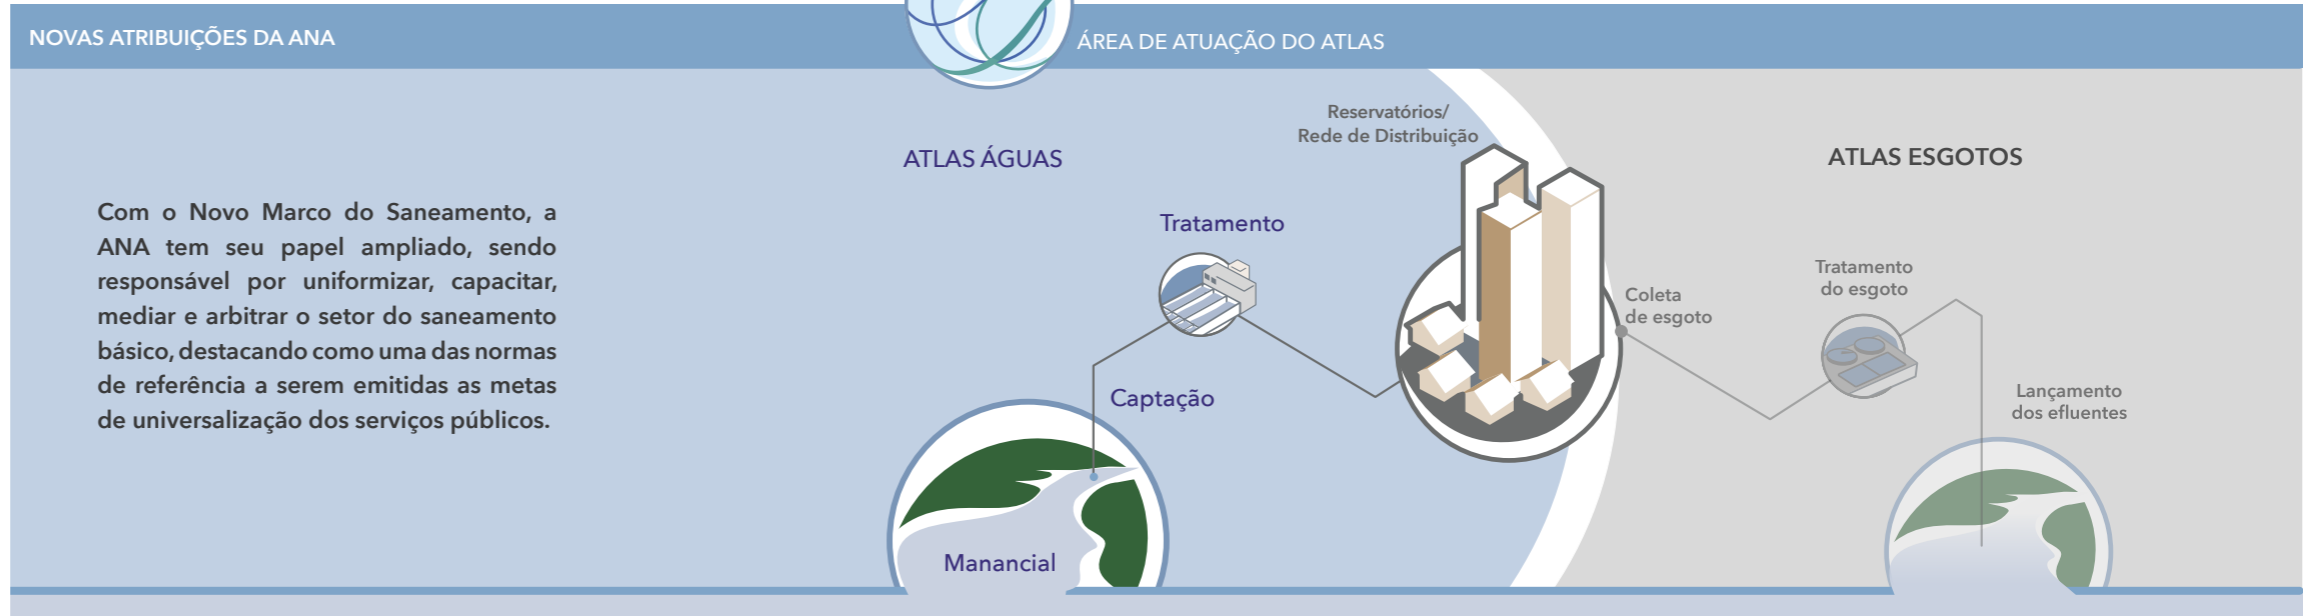 NOVAS ATRIBUIÇÕES DA ANA
ÁREA DE ATUAÇÃO DO ATLAS
Com o Novo Marco do Saneamento, a
ANA tem seu papel ampliado, sendo
responsável por uniformizar, capacitar,
mediar e arbitrar o setor do saneamento
básico, destacando como uma das normas
de referência a serem emitidas as metas
de universalização dos serviços públicos.
ATLAS ÁGUAS
Manancial
Captação
Tratamento
Reservatórios/
Rede de Distribuição
ATLAS ESGOTOS
Coleta
de esgoto
Tratamento
do esgoto
Lançamento
dos efluentes